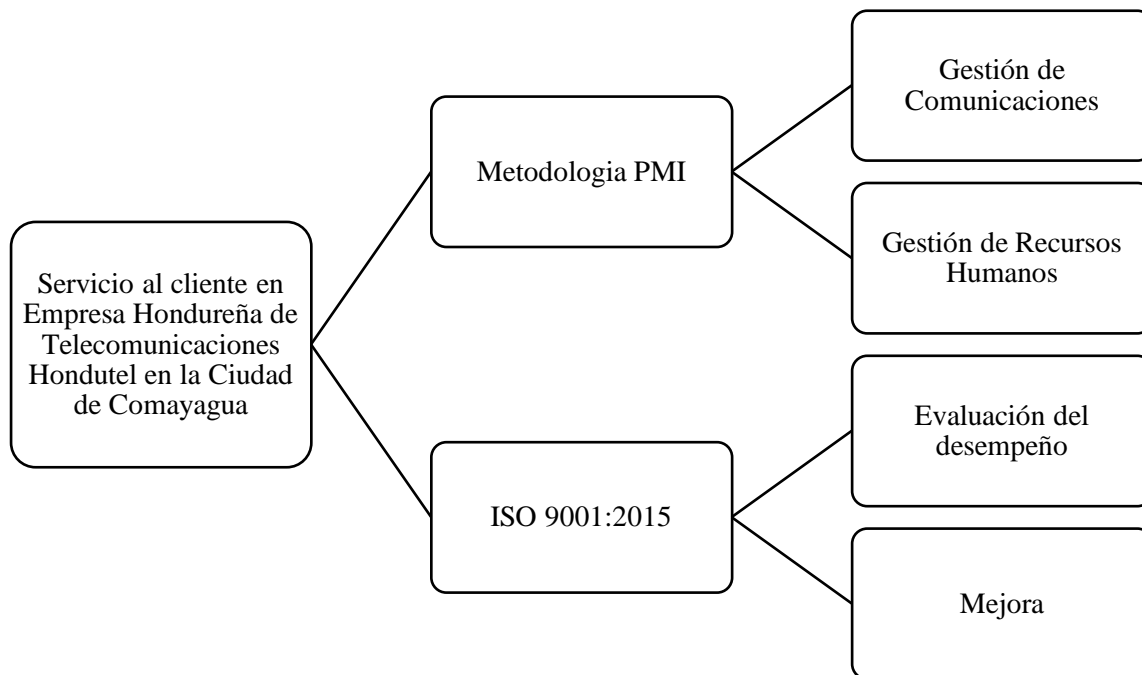 Servicio al cliente en
Empresa Hondureña de
Telecomunicaciones
Hondutel en la Ciudad
de Comayagua
Metodologia PMI
Gestión de
Comunicaciones
Gestión de Recursos
Humanos
ISO 9001:2015
Evaluación del
desempeño
Mejora